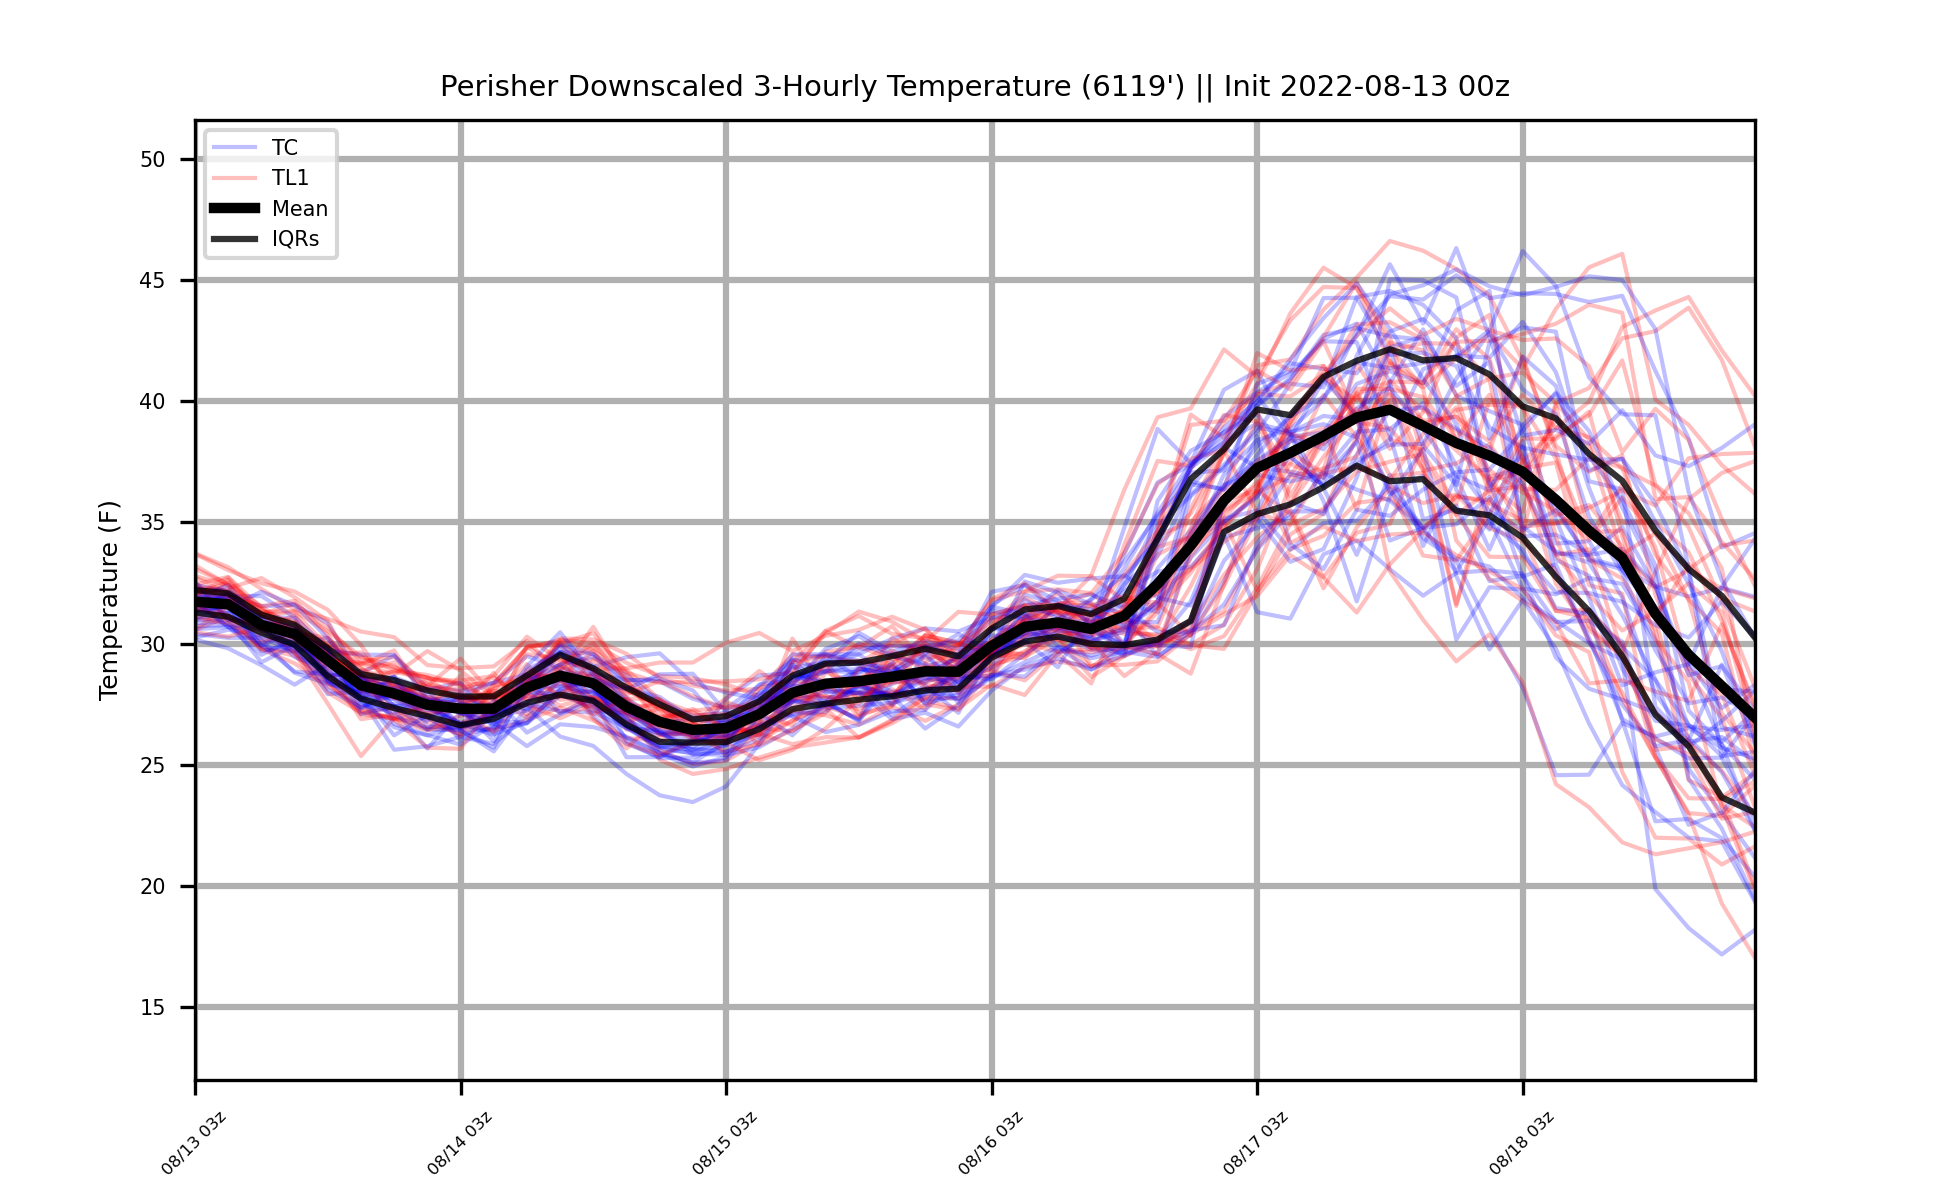 Perisher Downscaled 3-Hourly Temperature (6119') || Init 2022-08-13 00z
TC
TL1
Mean
IQRs
Temperature (F)
50
45
40
35
30
25
20
15
08/13 03z
08/14 03z
08/15 03z
08/16 03z
08/17 03z
08/18 03z